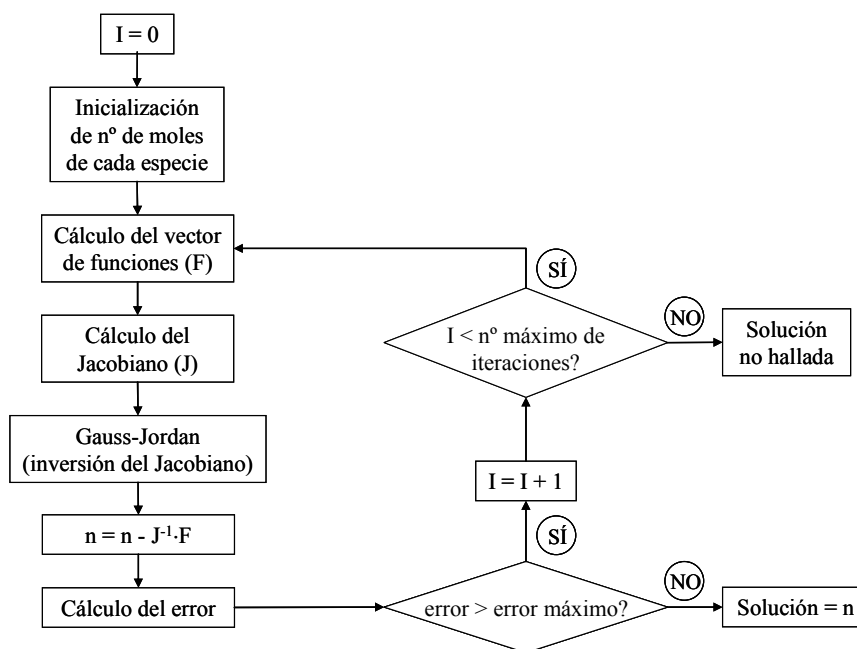 I = 0
Inicialización
de nº de moles
de cada especie
Cálculo del vector
de funciones (F)
Cálculo del
Jacobiano (J)
Gauss-Jordan
(inversión del Jacobiano)
n = n - J⁻¹·F
Cálculo del error
error > error máximo?
NO
Solución = n
SÍ
I = I + 1
I < nº máximo de
iteraciones?
NO
Solución
no hallada
SÍ